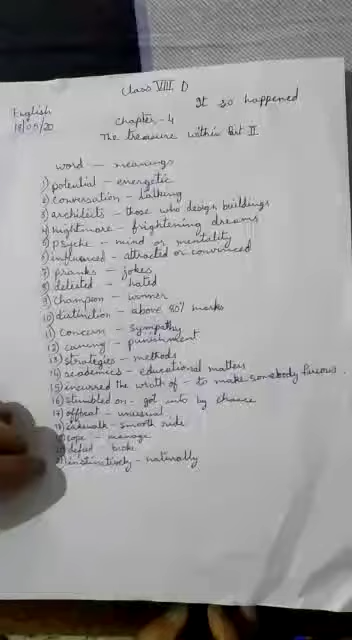 Class VIII D
English
It so happened
18/05/20
Chapter - 4
The treasure within Part II
word - meanings
1) potential - energetic
2) conversation - talking
3) architects - those who design buildings
4) nightmare - frightening dreams
5) psyche - mind or mentality
6) influenced - attracted or convinced
7) pranks - jokes
8) detested - hated
9) champion - winner
10) distinction - above 80% marks
11) concern - sympathy
12) caning - punishment
13) strategies - methods
14) academics - educational matters
15) incurred the wrath of - to make somebody furious.
16) stumbled on - got into by chance
17) offbeat - unusual
18) cakewalk - smooth ride
19) cope - manage
20) defied - broke
21) instinctively - naturally